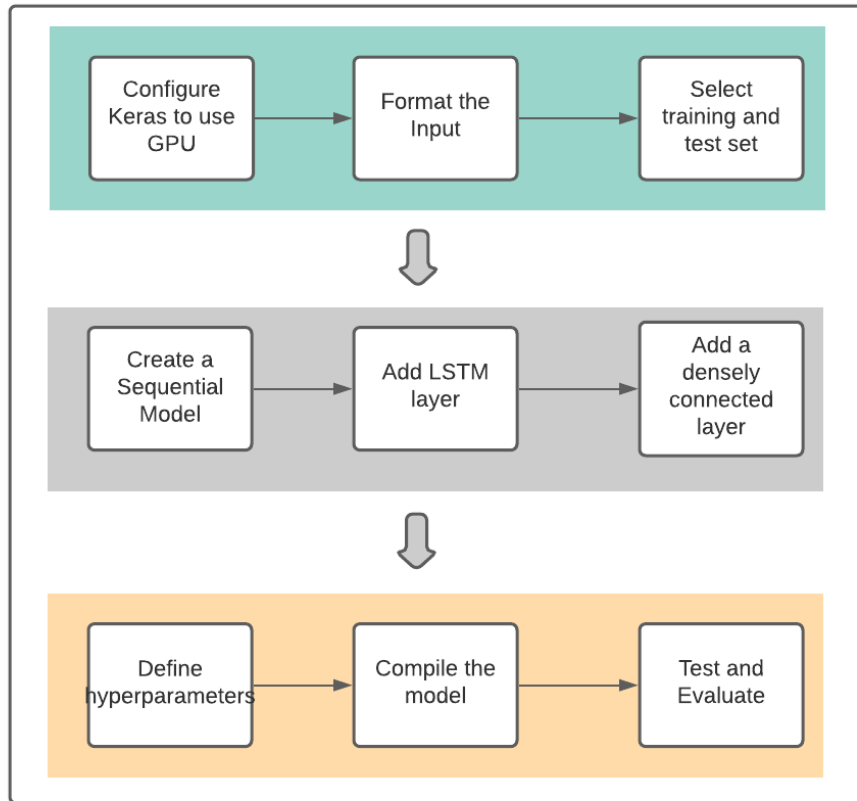 Configure
Keras to use
GPU
Format the
Input
Select
training and
test set
Create a
Sequential
Model
Add LSTM
layer
Add a
densely
connected
layer
Define
hyperparameters
Compile the
model
Test and
Evaluate